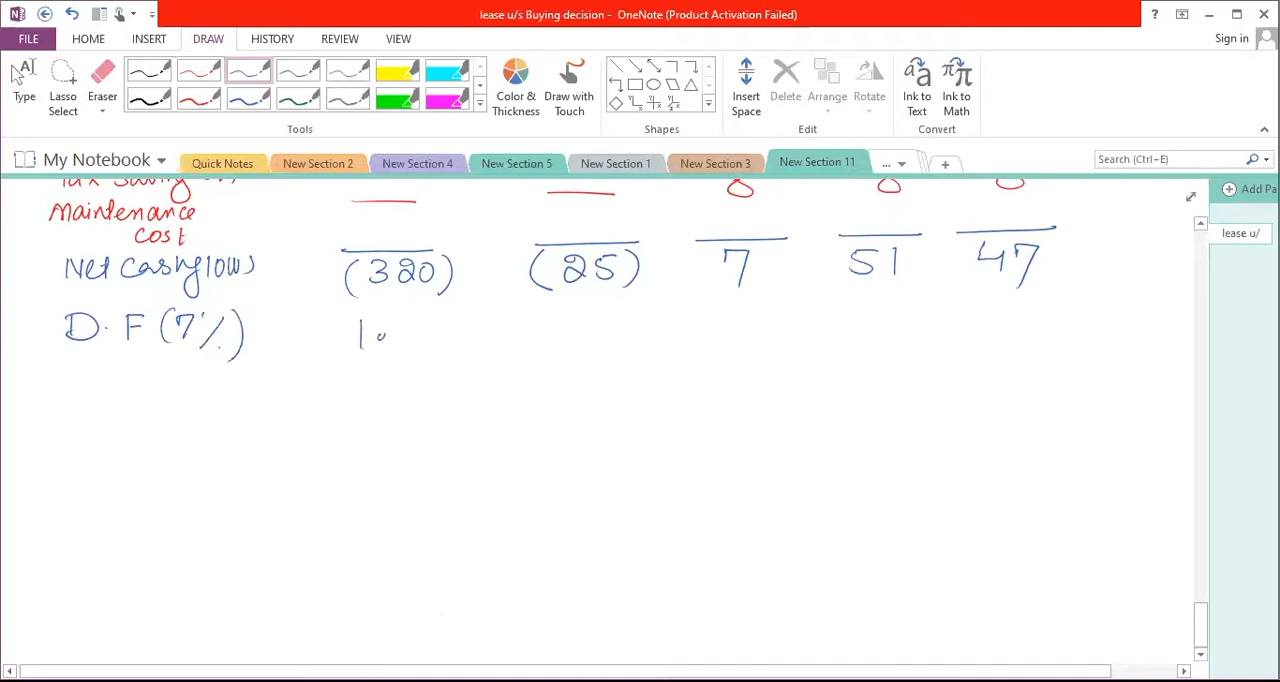 lease u/s Buying decision - OneNote (Product Activation Failed)
FILE HOME INSERT DRAW HISTORY REVIEW VIEW
Sign in
Type Lasso Select Eraser Color & Thickness Draw with Touch Insert Space Delete Arrange Rotate Ink to Text Ink to Math
Tools Shapes Edit Convert
My Notebook Quick Notes New Section 2 New Section 4 New Section 5 New Section 1 New Section 3 New Section 11 ... + Search (Ctrl+E)
Add Pa
lease u/
Tax saving
Maintenance
cost
Net cashflows (320) (25) 7 51 47
D.F (7%) 1.